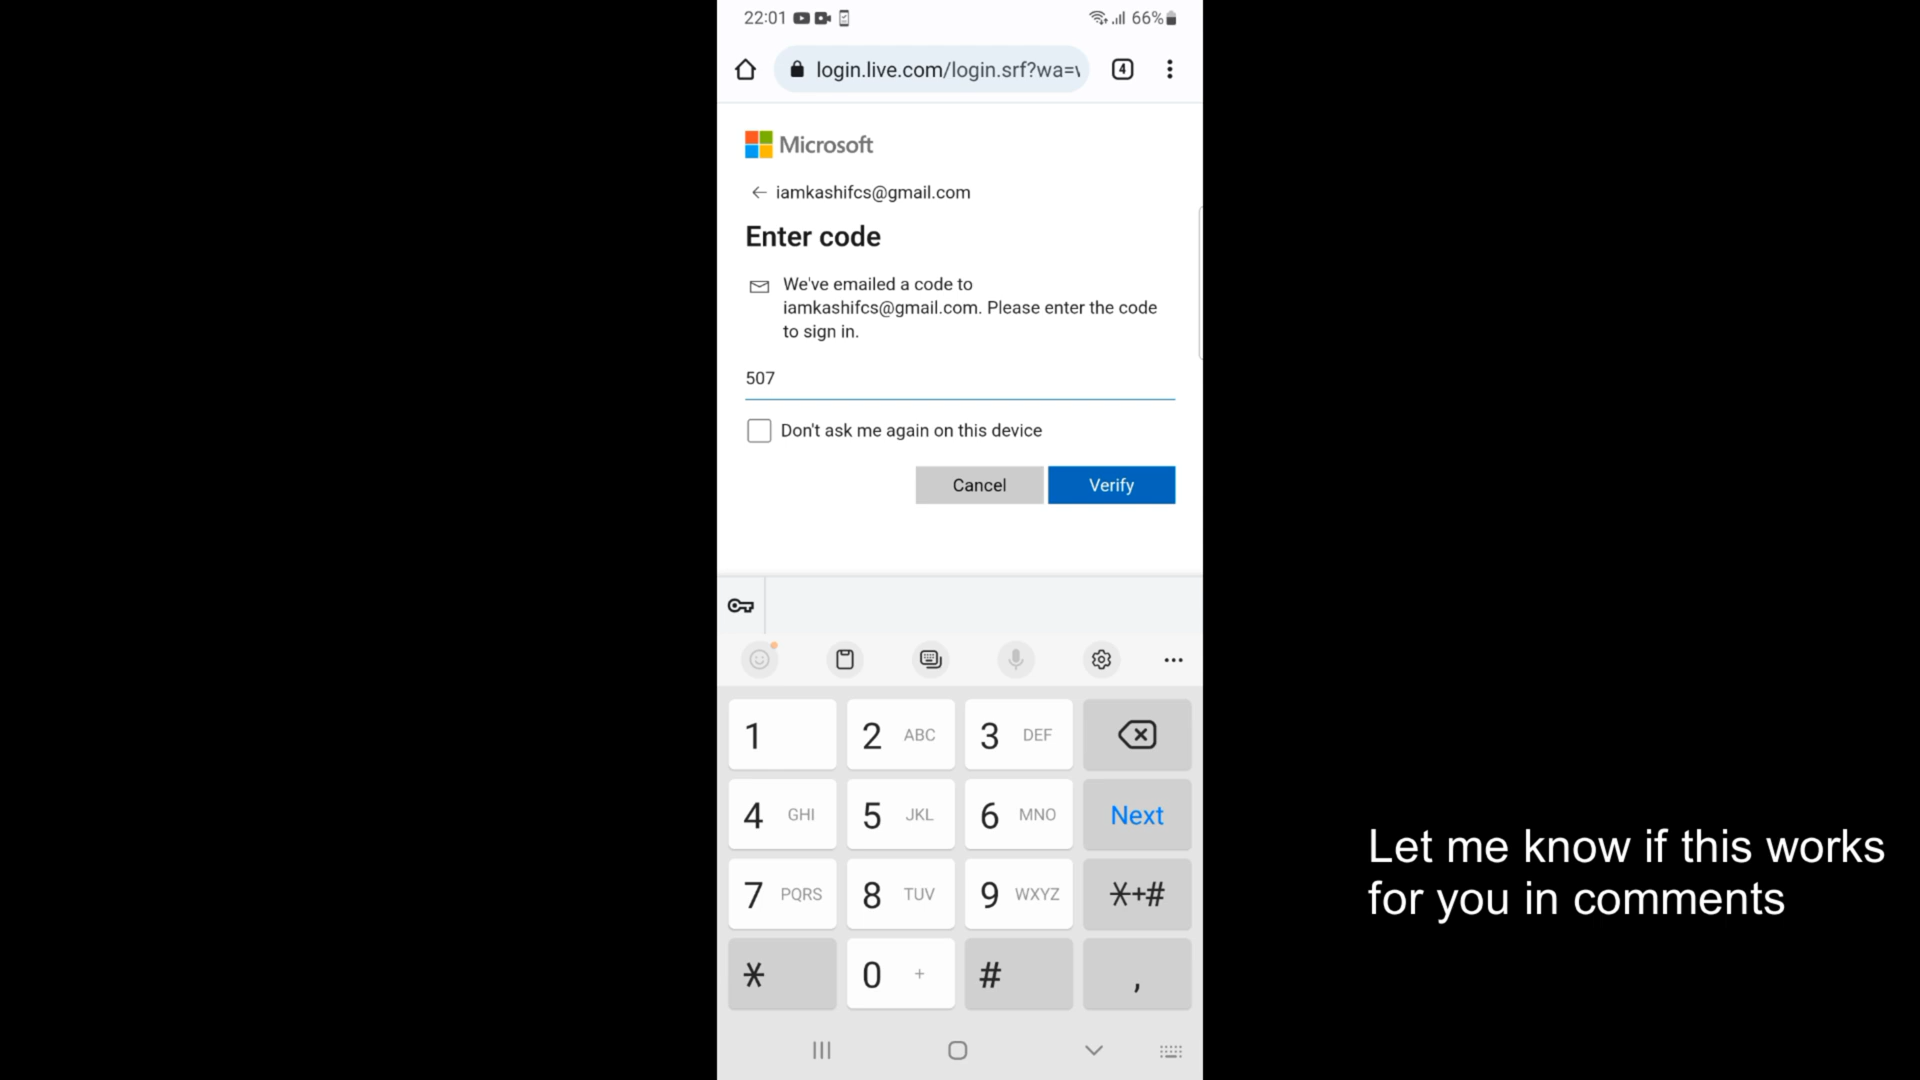 22:01
66%
login.live.com/login.srf?wa=
4
Microsoft
iamkashifcs@gmail.com
Enter code
We've emailed a code to
iamkashifcs@gmail.com. Please enter the code
to sign in.
507
Don't ask me again on this device
Cancel
Verify
1
2 ABC
3 DEF
4 GHI
5 JKL
6 MNO
Next
7 PQRS
8 TUV
9 WXYZ
*+#
*
0 +
#
,
Let me know if this works
for you in comments